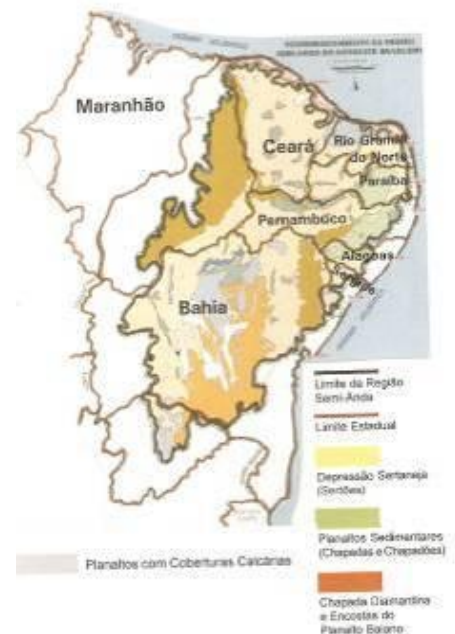 Maranhão
Ceará
Rio Grande
do Norte
Paraíba
Pernambuco
Alagoas
Sergipe
Bahia
Limite da Região
Semi-Árida
Limite Estadual
Depressão Sertaneja
(Sertões)
Planaltos Sedimentares
(Chapadas e Chapadões)
Planaltos com Coberturas Calcárias
Chapada Diamantina
e Encostas do
Planalto Baiano